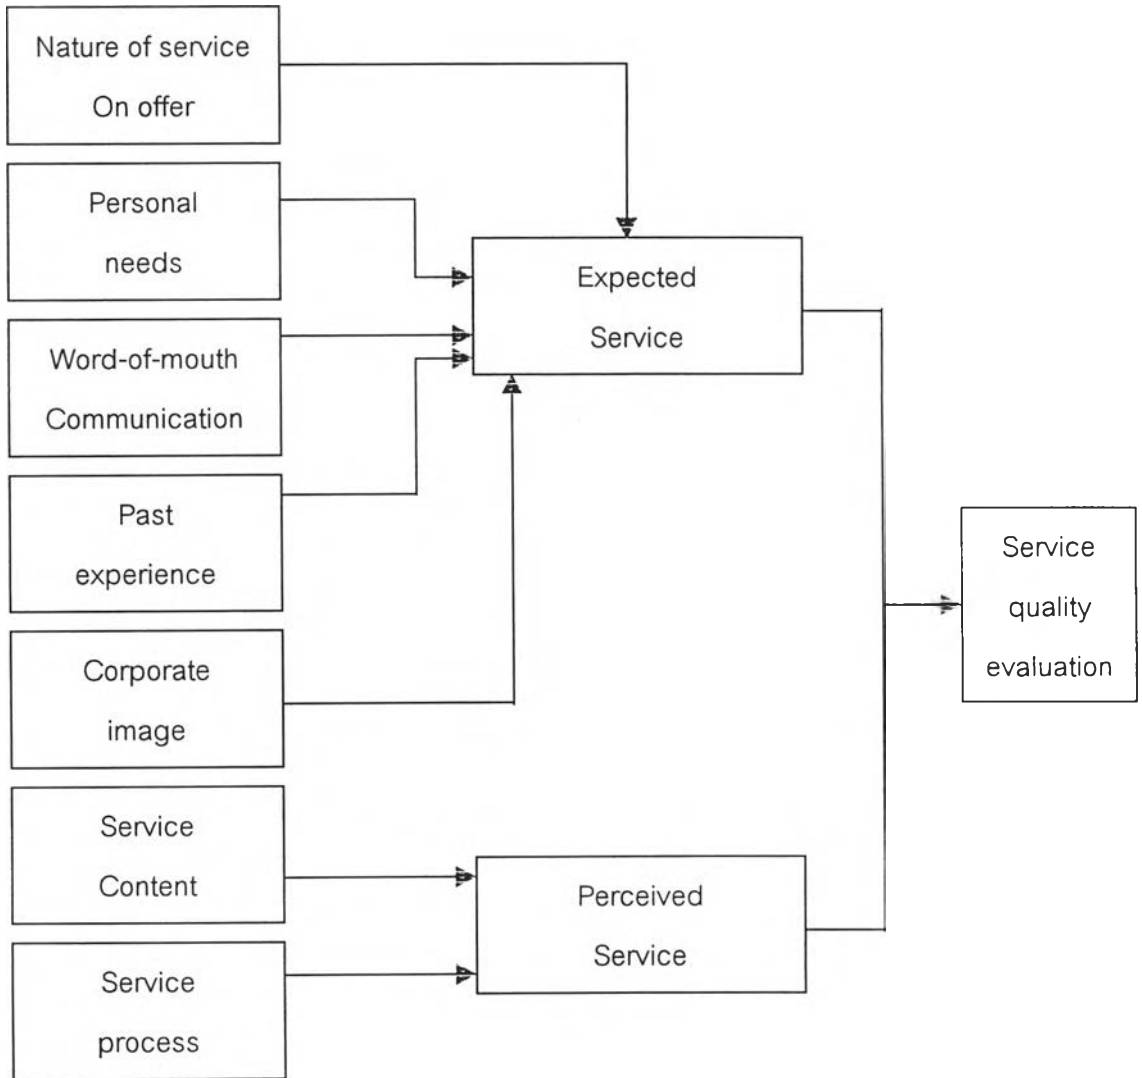 Nature of service
On offer
Personal
needs
Word-of-mouth
Communication
Past
experience
Corporate
image
Service
Content
Service
process
Expected
Service
Perceived
Service
Service
quality
evaluation